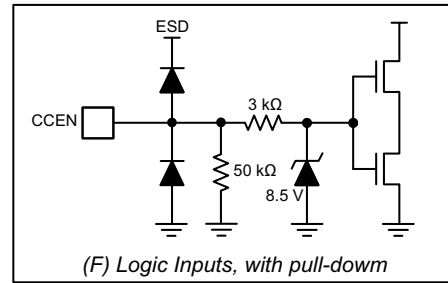 ESD
3 kΩ
CCEN
50 kΩ
8.5 V
(F) Logic Inputs, with pull-dowm